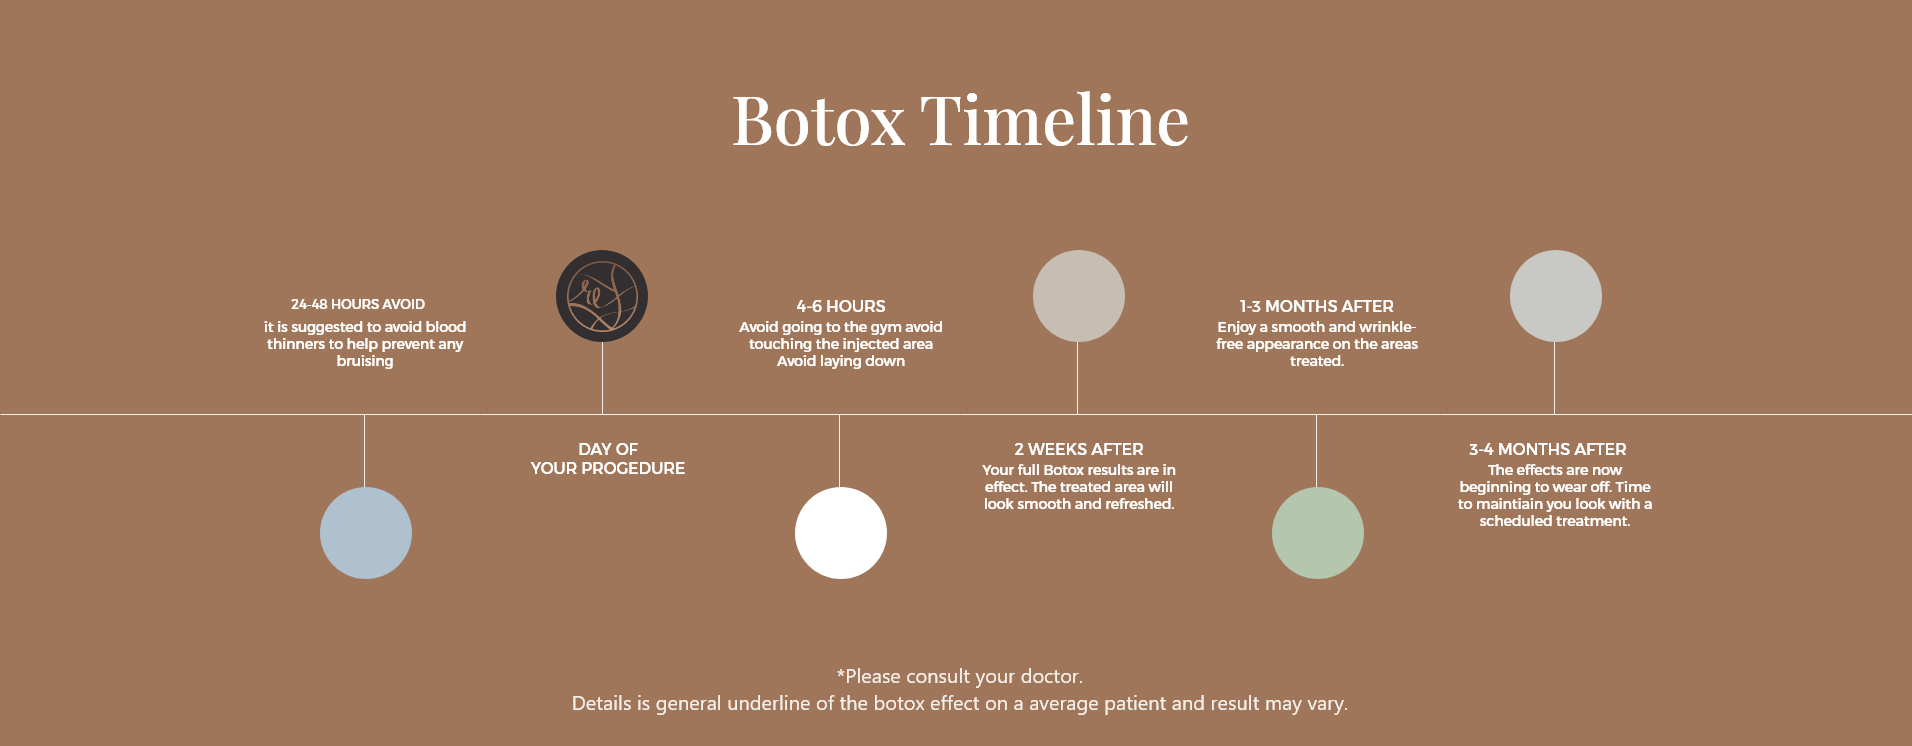 Botox Timeline
24-48 HOURS AVOID
it is suggested to avoid blood
thinners to help prevent any
bruising
DAY OF
YOUR PROGEDURE
4-6 HOURS
Avoid going to the gym avoid
touching the injected area
Avoid laying down
2 WEEKS AFTER
Your full Botox results are in
effect. The treated area will
look smooth and refreshed.
1-3 MONTHS AFTER
Enjoy a smooth and wrinkle-
free appearance on the areas
treated.
3-4 MONTHS AFTER
The effects are now
beginning to wear off. Time
to maintiain you look with a
scheduled treatment.
*Please consult your doctor.
Details is general underline of the botox effect on a average patient and result may vary.